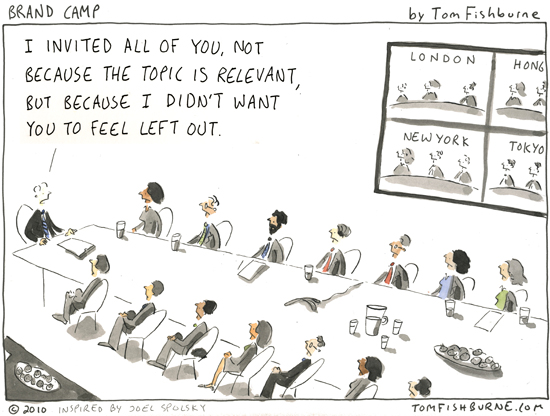 BRAND CAMP
by Tom Fishburne
I INVITED ALL OF YOU, NOT
BECAUSE THE TOPIC IS RELEVANT,
BUT BECAUSE I DIDN'T WANT
YOU TO FEEL LEFT OUT.
LONDON
HONG
NEW YORK
TOKYO
© 2010 INSPIRED BY JOEL SPOLSKY
TOMFISHBURNE.COM